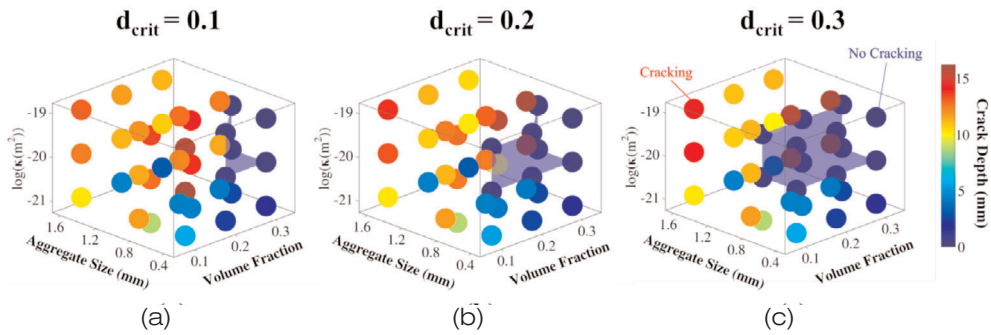 d_crit = 0.1
d_crit = 0.2
d_crit = 0.3
Cracking
No Cracking
-19
-20
-21
log(κ(m²))
1.6
1.2
0.8
0.4
Aggregate Size (mm)
0.1
0.2
0.3
Volume Fraction
-19
-20
-21
log(κ(m²))
1.6
1.2
0.8
0.4
Aggregate Size (mm)
0.1
0.2
0.3
Volume Fraction
-19
-20
-21
log(κ(m²))
1.6
1.2
0.8
0.4
Aggregate Size (mm)
0.1
0.2
0.3
Volume Fraction
15
10
5
0
Crack Depth (mm)
(a)
(b)
(c)